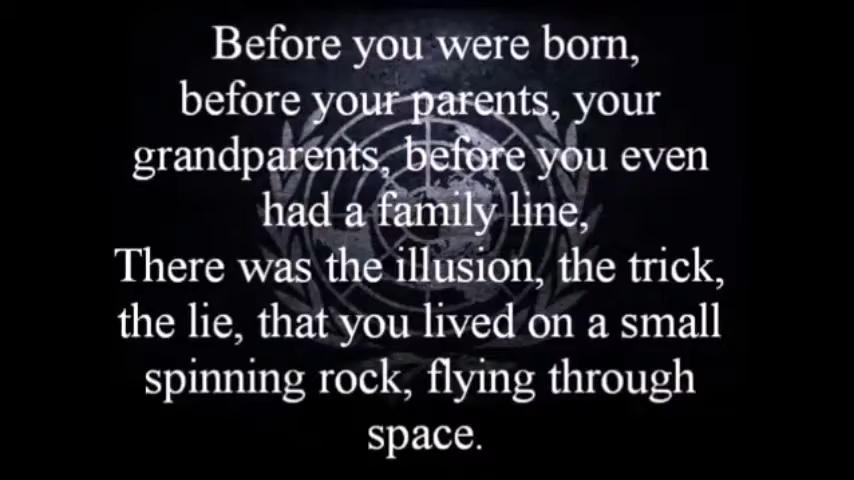 Before you were born,
before your parents, your
grandparents, before you even
had a family line,
There was the illusion, the trick,
the lie, that you lived on a small
spinning rock, flying through
space.